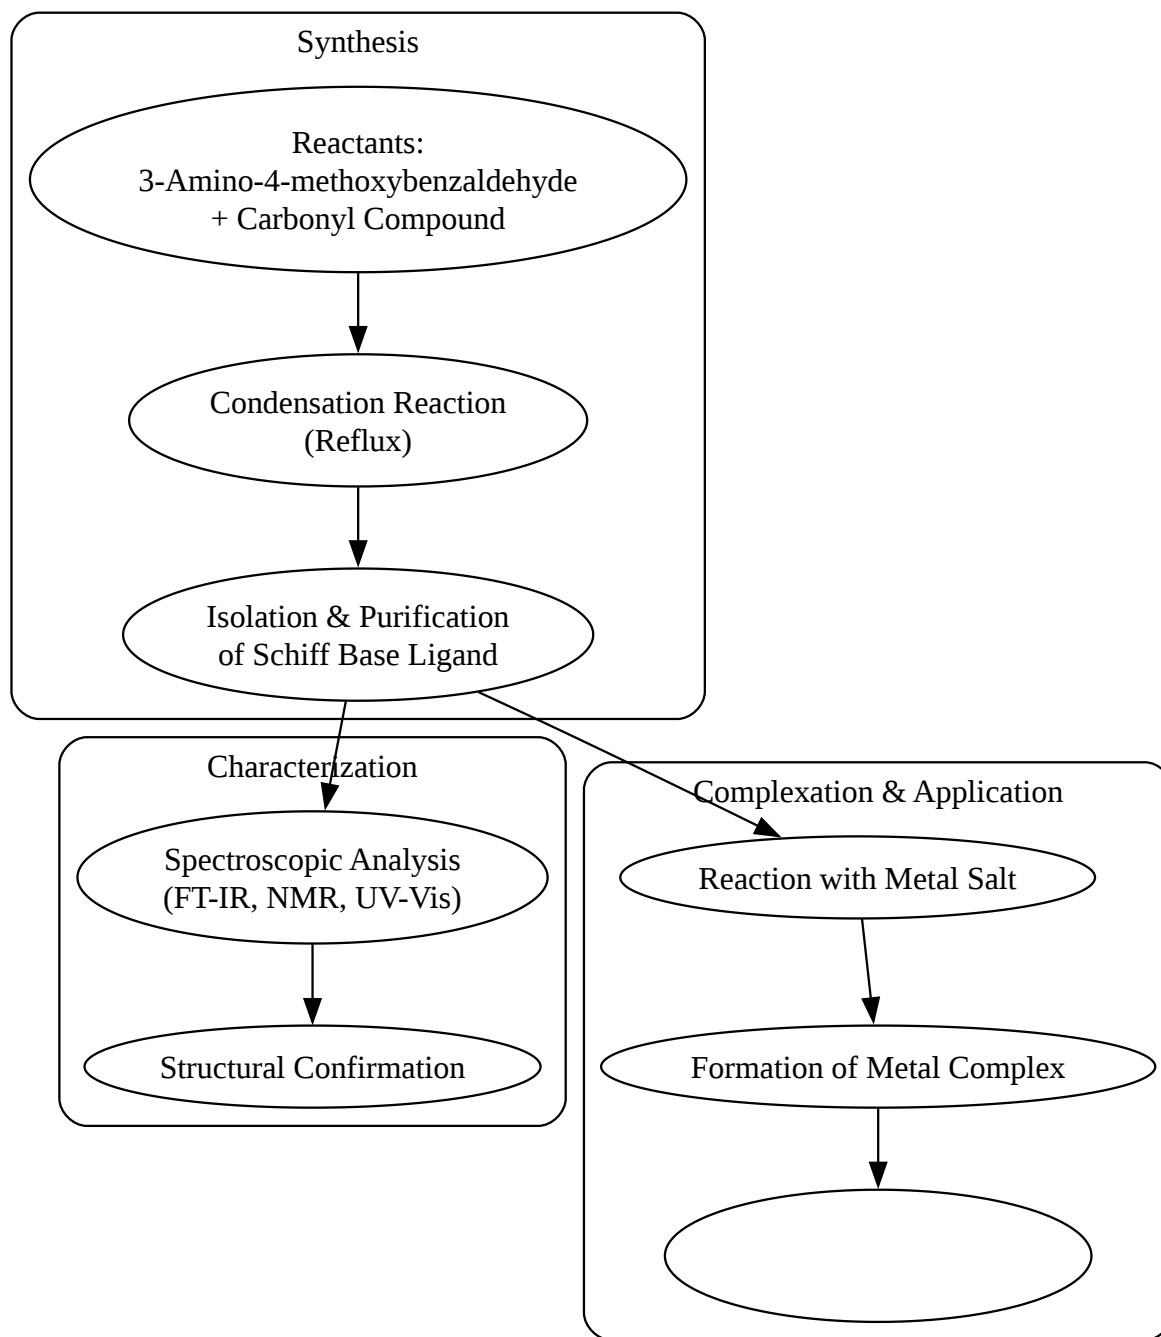 Synthesis
Reactants:
3-Amino-4-methoxybenzaldehyde
+ Carbonyl Compound
Condensation Reaction
(Reflux)
Isolation & Purification
of Schiff Base Ligand
Characterization
Spectroscopic Analysis
(FT-IR, NMR, UV-Vis)
Structural Confirmation
Complexation & Application
Reaction with Metal Salt
Formation of Metal Complex